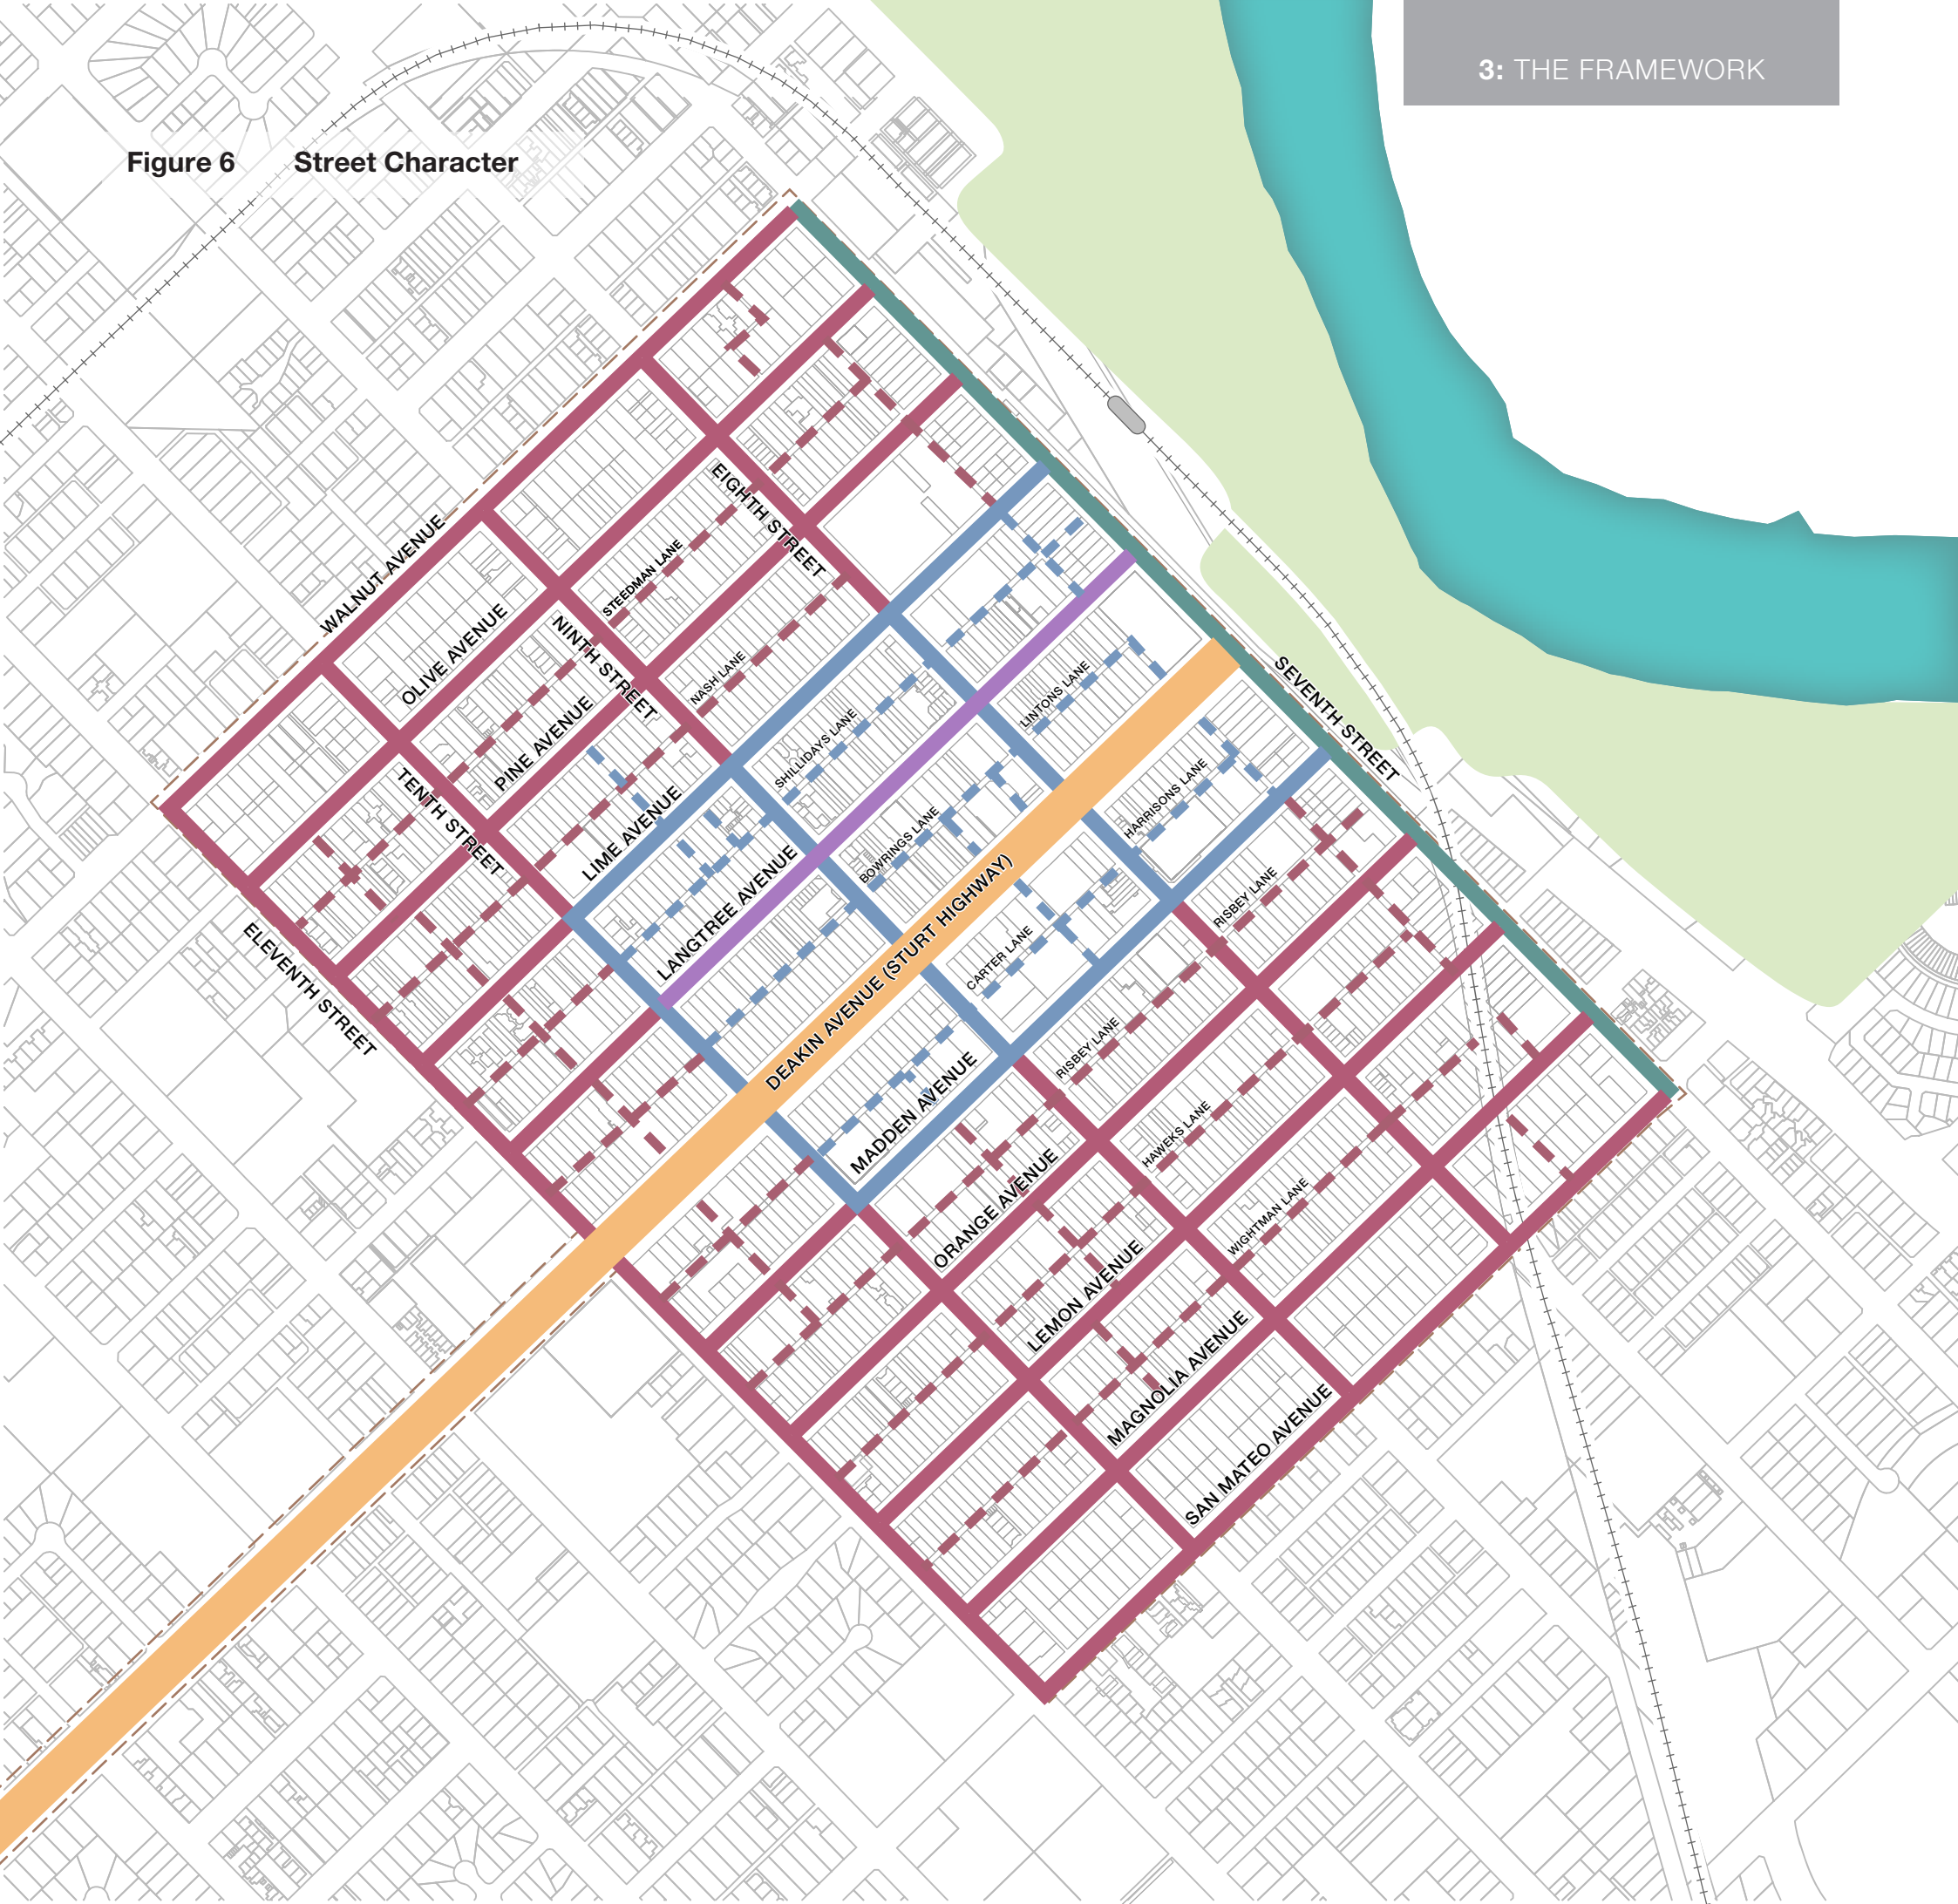 3: THE FRAMEWORK
Figure 6 Street Character
EIGHTH STREET
WALNUT AVENUE
STEEDMAN LANE
OLIVE AVENUE
NINTH STREET
NASH LANE
LINTONS LANE
SEVENTH STREET
PINE AVENUE
SHILLIDAYS LANE
TENTH STREET
LIME AVENUE
HARRISONS LANE
BOWRINGS LANE
LANGTREE AVENUE
RISBEY LANE
ELEVENTH STREET
DEAKIN AVENUE (STURT HIGHWAY)
CARTER LANE
RISBEY LANE
MADDEN AVENUE
HAWEKS LANE
ORANGE AVENUE
WIGHTMAN LANE
LEMON AVENUE
MAGNOLIA AVENUE
SAN MATEO AVENUE